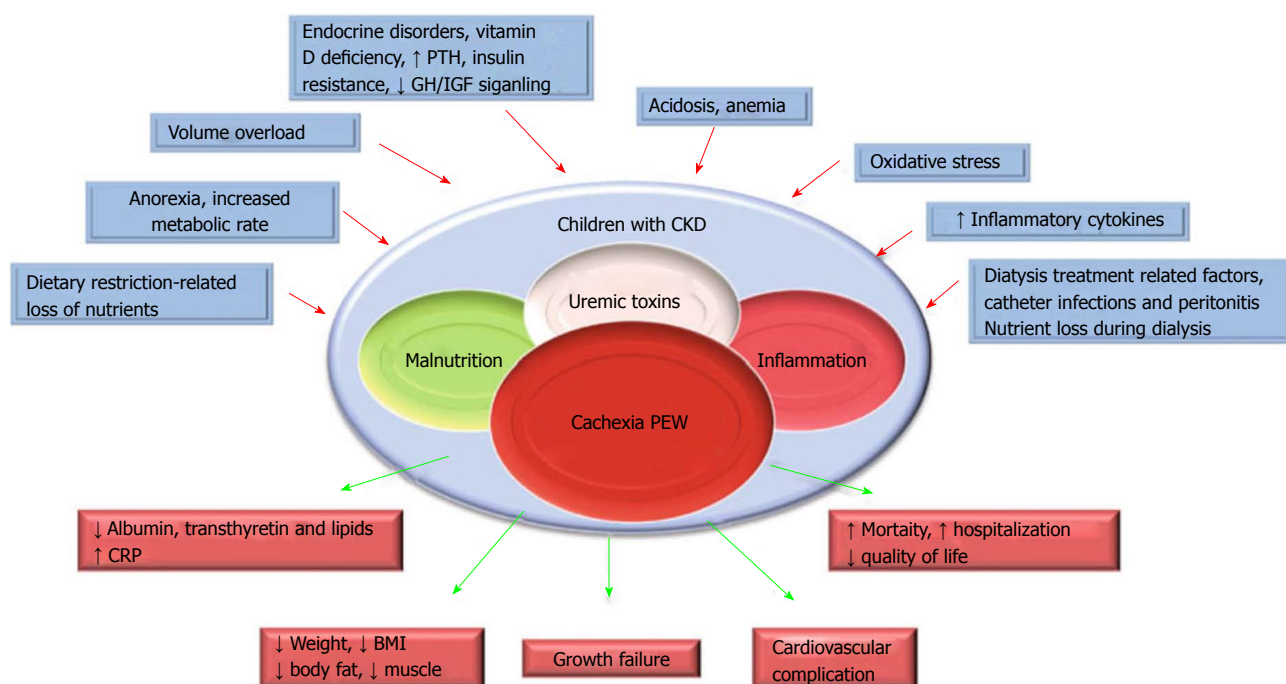 Endocrine disorders, vitamin
D deficiency, ↑ PTH, insulin
resistance, ↓ GH/IGF siganling
Acidosis, anemia
Volume overload
Oxidative stress
Anorexia, increased
metabolic rate
Children with CKD
↑ Inflammatory cytokines
Dietary restriction-related
loss of nutrients
Uremic toxins
Dialysis treatment related factors,
catheter infections and peritonitis
Nutrient loss during dialysis
Malnutrition
Inflammation
Cachexia PEW
↓ Albumin, transthyretin and lipids
↑ CRP
↑ Mortaity, ↑ hospitalization
↓ quality of life
↓ Weight, ↓ BMI
↓ body fat, ↓ muscle
Growth failure
Cardiovascular
complication